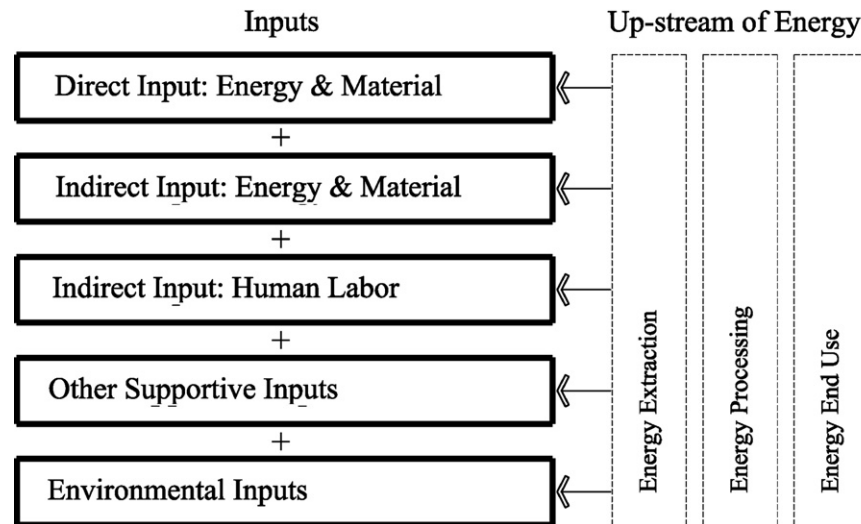 Inputs
Up-stream of Energy
Direct Input: Energy & Material
+
Indirect Input: Energy & Material
+
Indirect Input: Human Labor
+
Other Supportive Inputs
+
Environmental Inputs
Energy Extraction
Energy Processing
Energy End Use